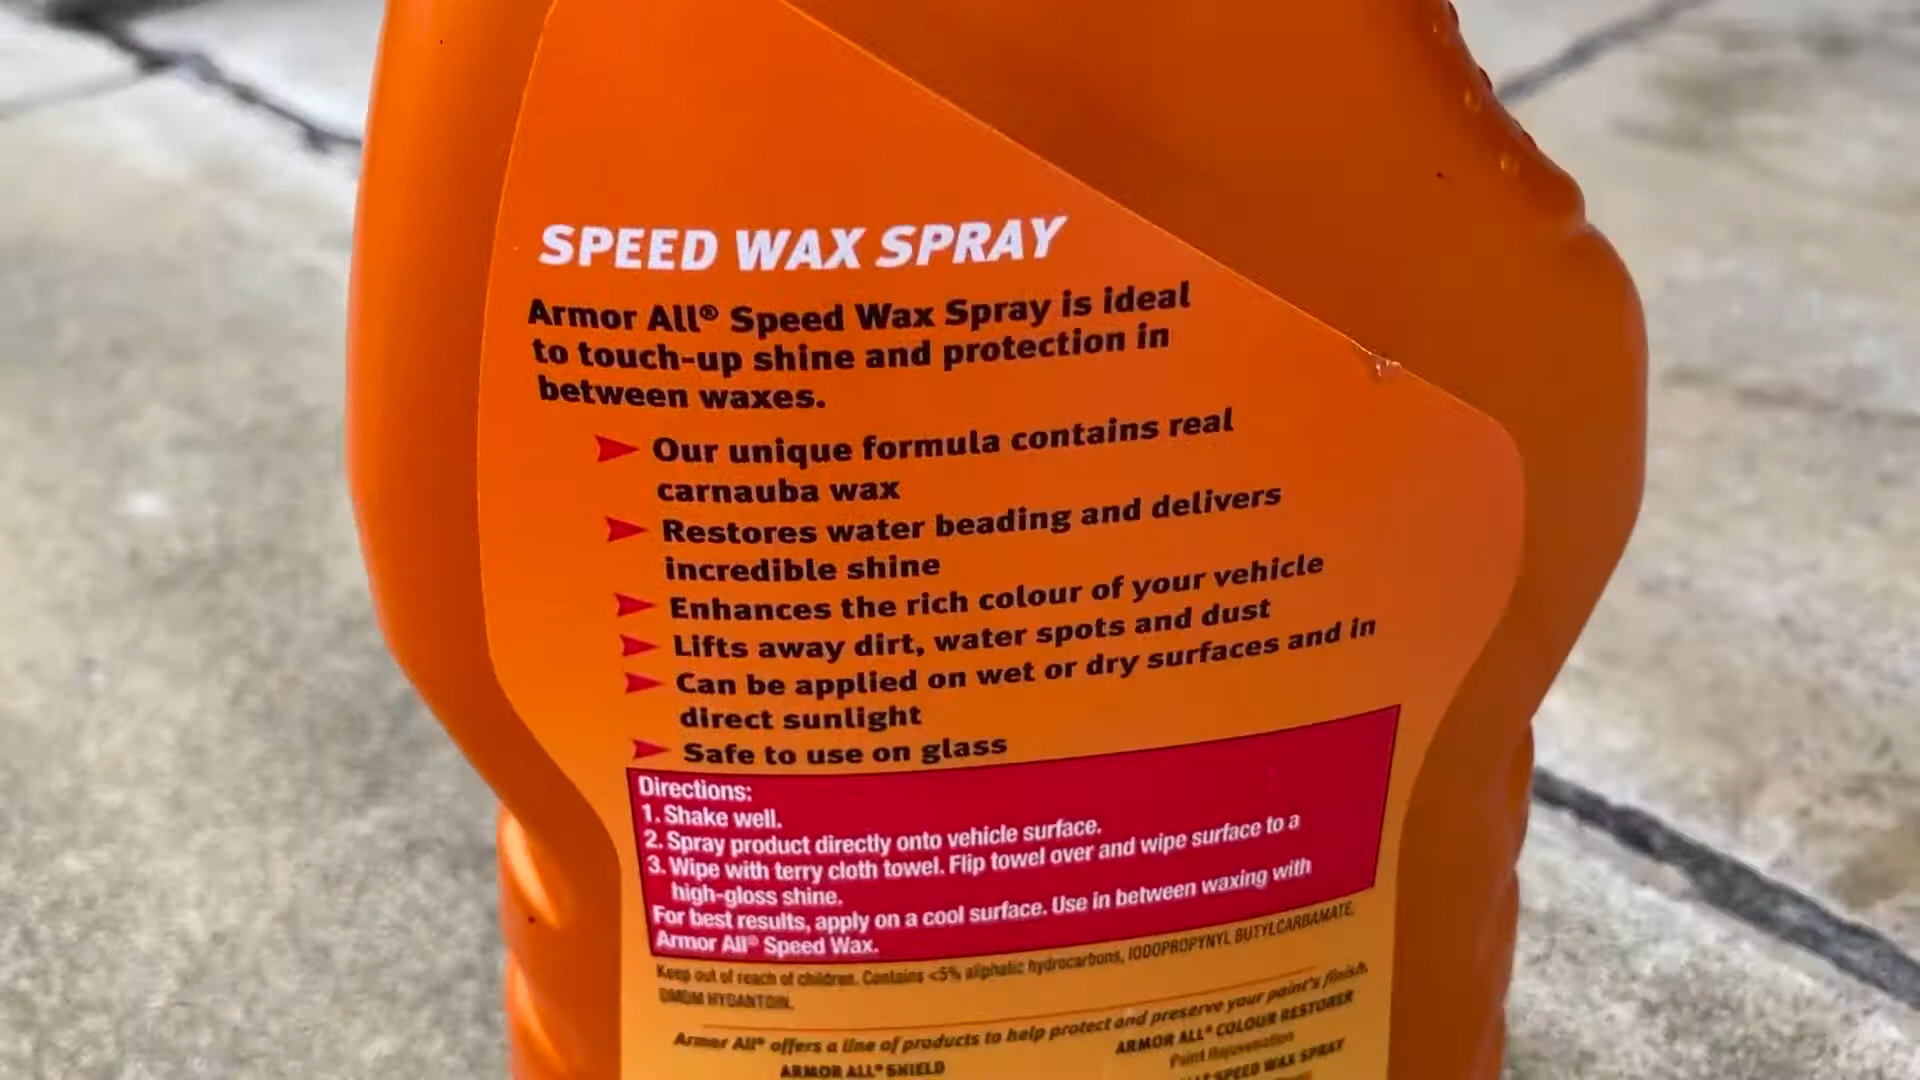 SPEED WAX SPRAY
Armor All® Speed Wax Spray is ideal
to touch-up shine and protection in
between waxes.
Our unique formula contains real
carnauba wax
Restores water beading and delivers
incredible shine
Enhances the rich colour of your vehicle
Lifts away dirt, water spots and dust
Can be applied on wet or dry surfaces and in
direct sunlight
Safe to use on glass
Directions:
1. Shake well.
2. Spray product directly onto vehicle surface.
3. Wipe with terry cloth towel. Flip towel over and wipe surface to a
high-gloss shine.
For best results, apply on a cool surface. Use in between waxing with
Armor All® Speed Wax.
Keep out of reach of children. Contains <5% aliphatic hydrocarbons, IODOPROPYNYL BUTYLCARBAMATE,
DMDM HYDANTOIN.
Armor All® offers a line of products to help protect and preserve your paint's finish.
ARMOR ALL® SHIELD
ARMOR ALL® COLOUR RESTORER
Paint Rejuvenation
SPEED WAX SPRAY